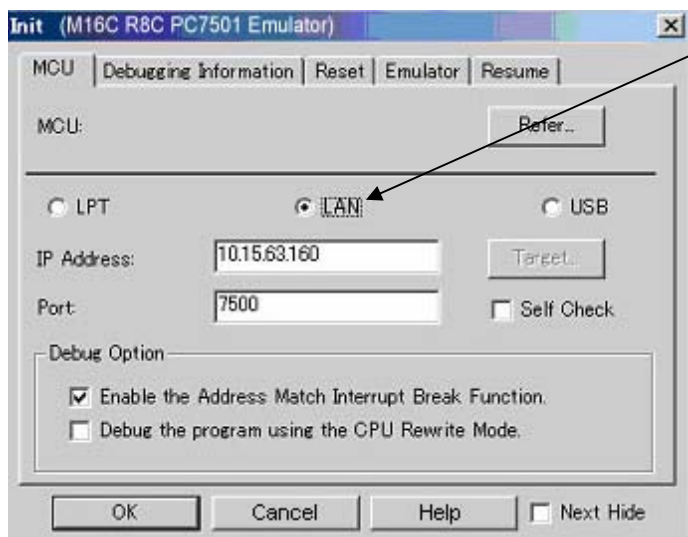 Init (M16C R8C PC7501 Emulator)
MCU Debugging Information Reset Emulator Resume
MCU: Refer...
LPT LAN USB
IP Address: 10.15.63.160 Target...
Port: 7500 Self Check
Debug Option
Enable the Address Match Interrupt Break Function.
Debug the program using the CPU Rewrite Mode.
OK Cancel Help Next Hide